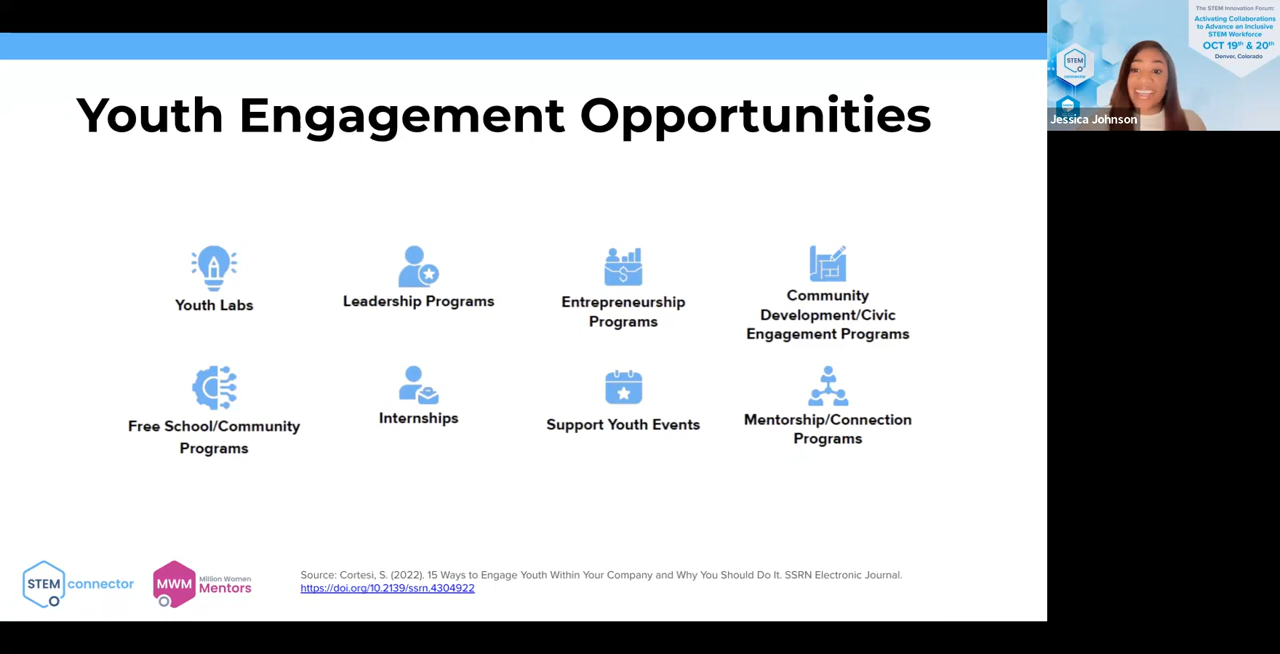 Youth Engagement Opportunities
Youth Labs
Leadership Programs
Entrepreneurship
Programs
Community
Development/Civic
Engagement Programs
Free School/Community
Programs
Internships
Support Youth Events
Mentorship/Connection
Programs
STEM connector
MWM Million Women
Mentors
Source: Cortesi, S. (2022). 15 Ways to Engage Youth Within Your Company and Why You Should Do It. SSRN Electronic Journal.
https://doi.org/10.2139/ssrn.4304922
The STEM Innovation Forum:
Activating Collaborations
to Advance an Inclusive
STEM Workforce
OCT 19th & 20th
Denver, Colorado
STEM
connector
Jessica Johnson